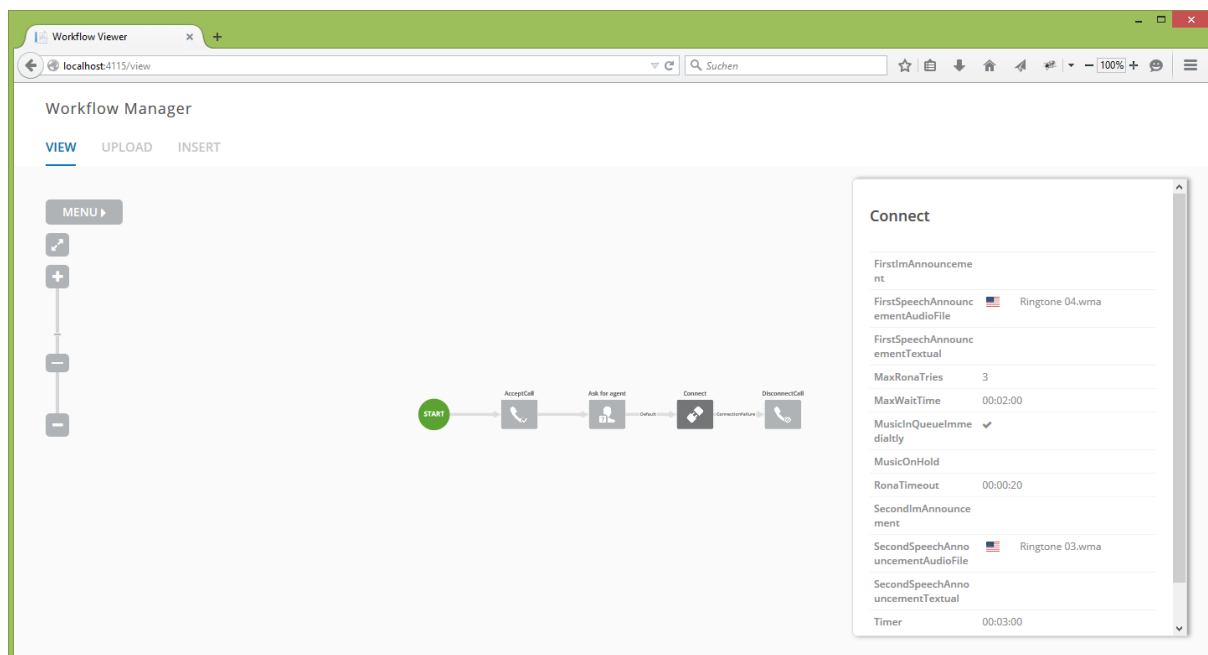 Workflow Viewer
localhost:4115/view
Suchen
100%
Workflow Manager
VIEW UPLOAD INSERT
MENU
START
AcceptCall
Ask for agent
Default
Connect
ConnectionFailure
DisconnectCall
Connect
FirstImAnnounceme
nt
FirstSpeechAnnounc Ringtone 04.wma
ementAudioFile
FirstSpeechAnnounc
ementTextual
MaxRonaTries 3
MaxWaitTime 00:02:00
MusicInQueueImme
dialtly
MusicOnHold
RonaTimeout 00:00:20
SecondImAnnounce
ment
SecondSpeechAnno Ringtone 03.wma
uncementAudioFile
SecondSpeechAnno
uncementTextual
Timer 00:03:00